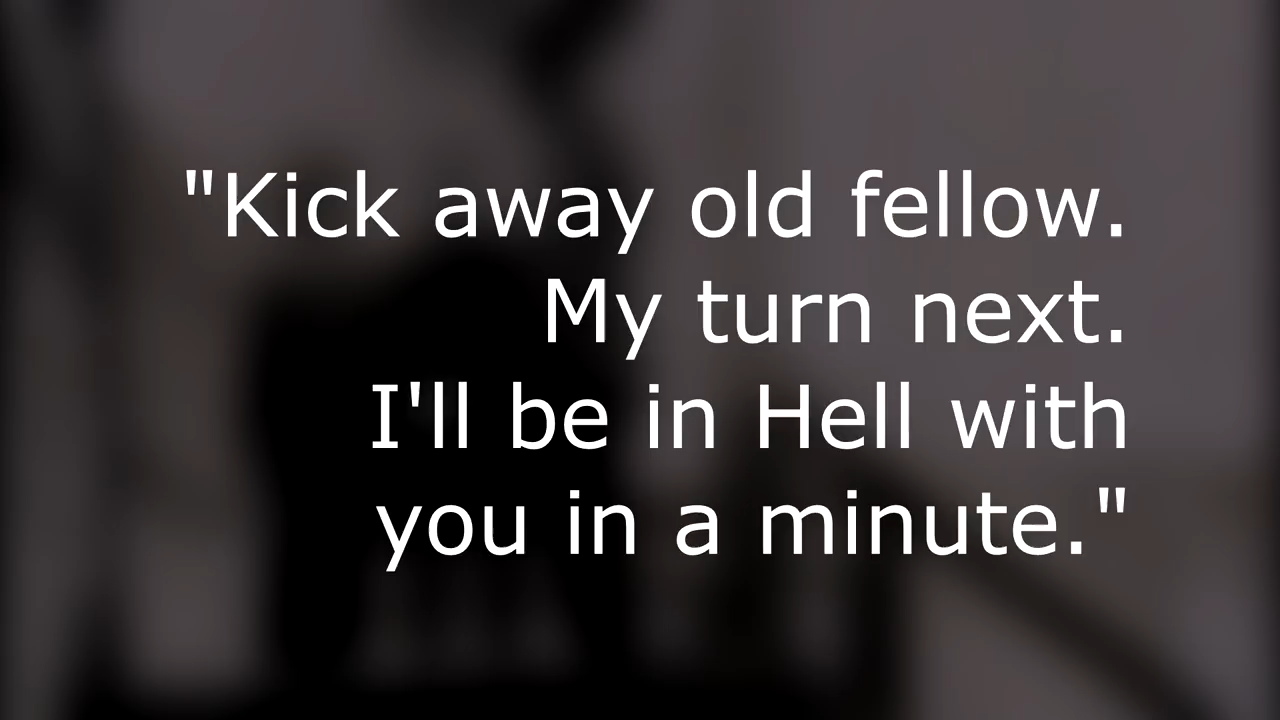 "Kick away old fellow.
My turn next.
I'll be in Hell with
you in a minute."